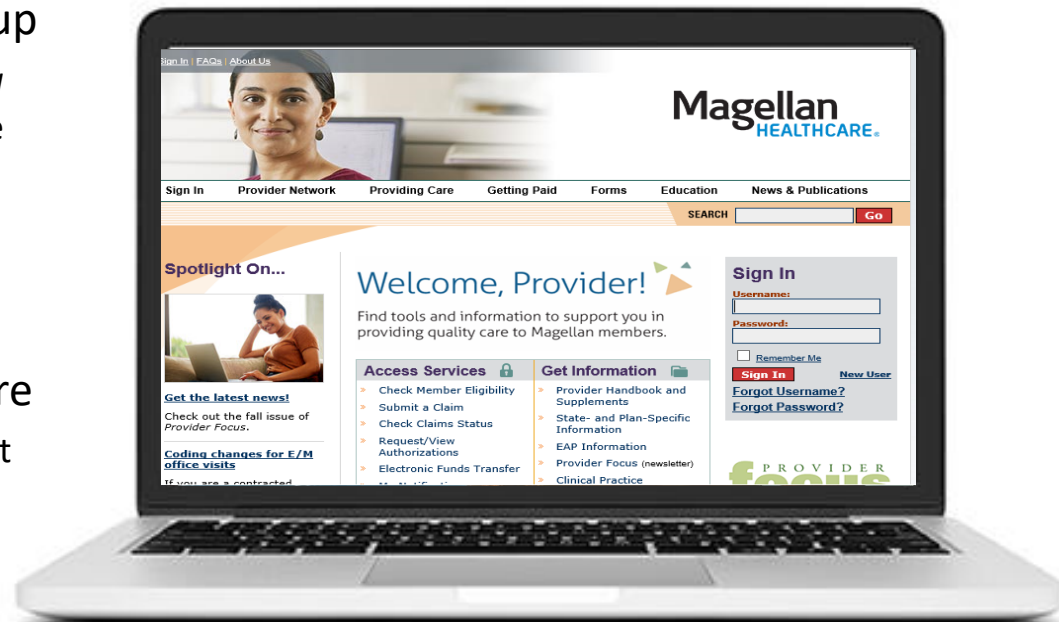 up
re
t
Sign In | FAQs | About Us
Magellan
HEALTHCARE®
Sign In Provider Network Providing Care Getting Paid Forms Education News & Publications
SEARCH Go
Spotlight On...
Get the latest news!
Check out the fall issue of
Provider Focus.
Coding changes for E/M
office visits
If you are a contracted
Welcome, Provider!
Find tools and information to support you in
providing quality care to Magellan members.
Access Services
» Check Member Eligibility
» Submit a Claim
» Check Claims Status
» Request/View
Authorizations
» Electronic Funds Transfer
Get Information
» Provider Handbook and
Supplements
» State- and Plan-Specific
Information
» EAP Information
» Provider Focus (newsletter)
» Clinical Practice
Sign In
Username:
Password:
Remember Me
Sign In New User
Forgot Username?
Forgot Password?
PROVIDER
focus